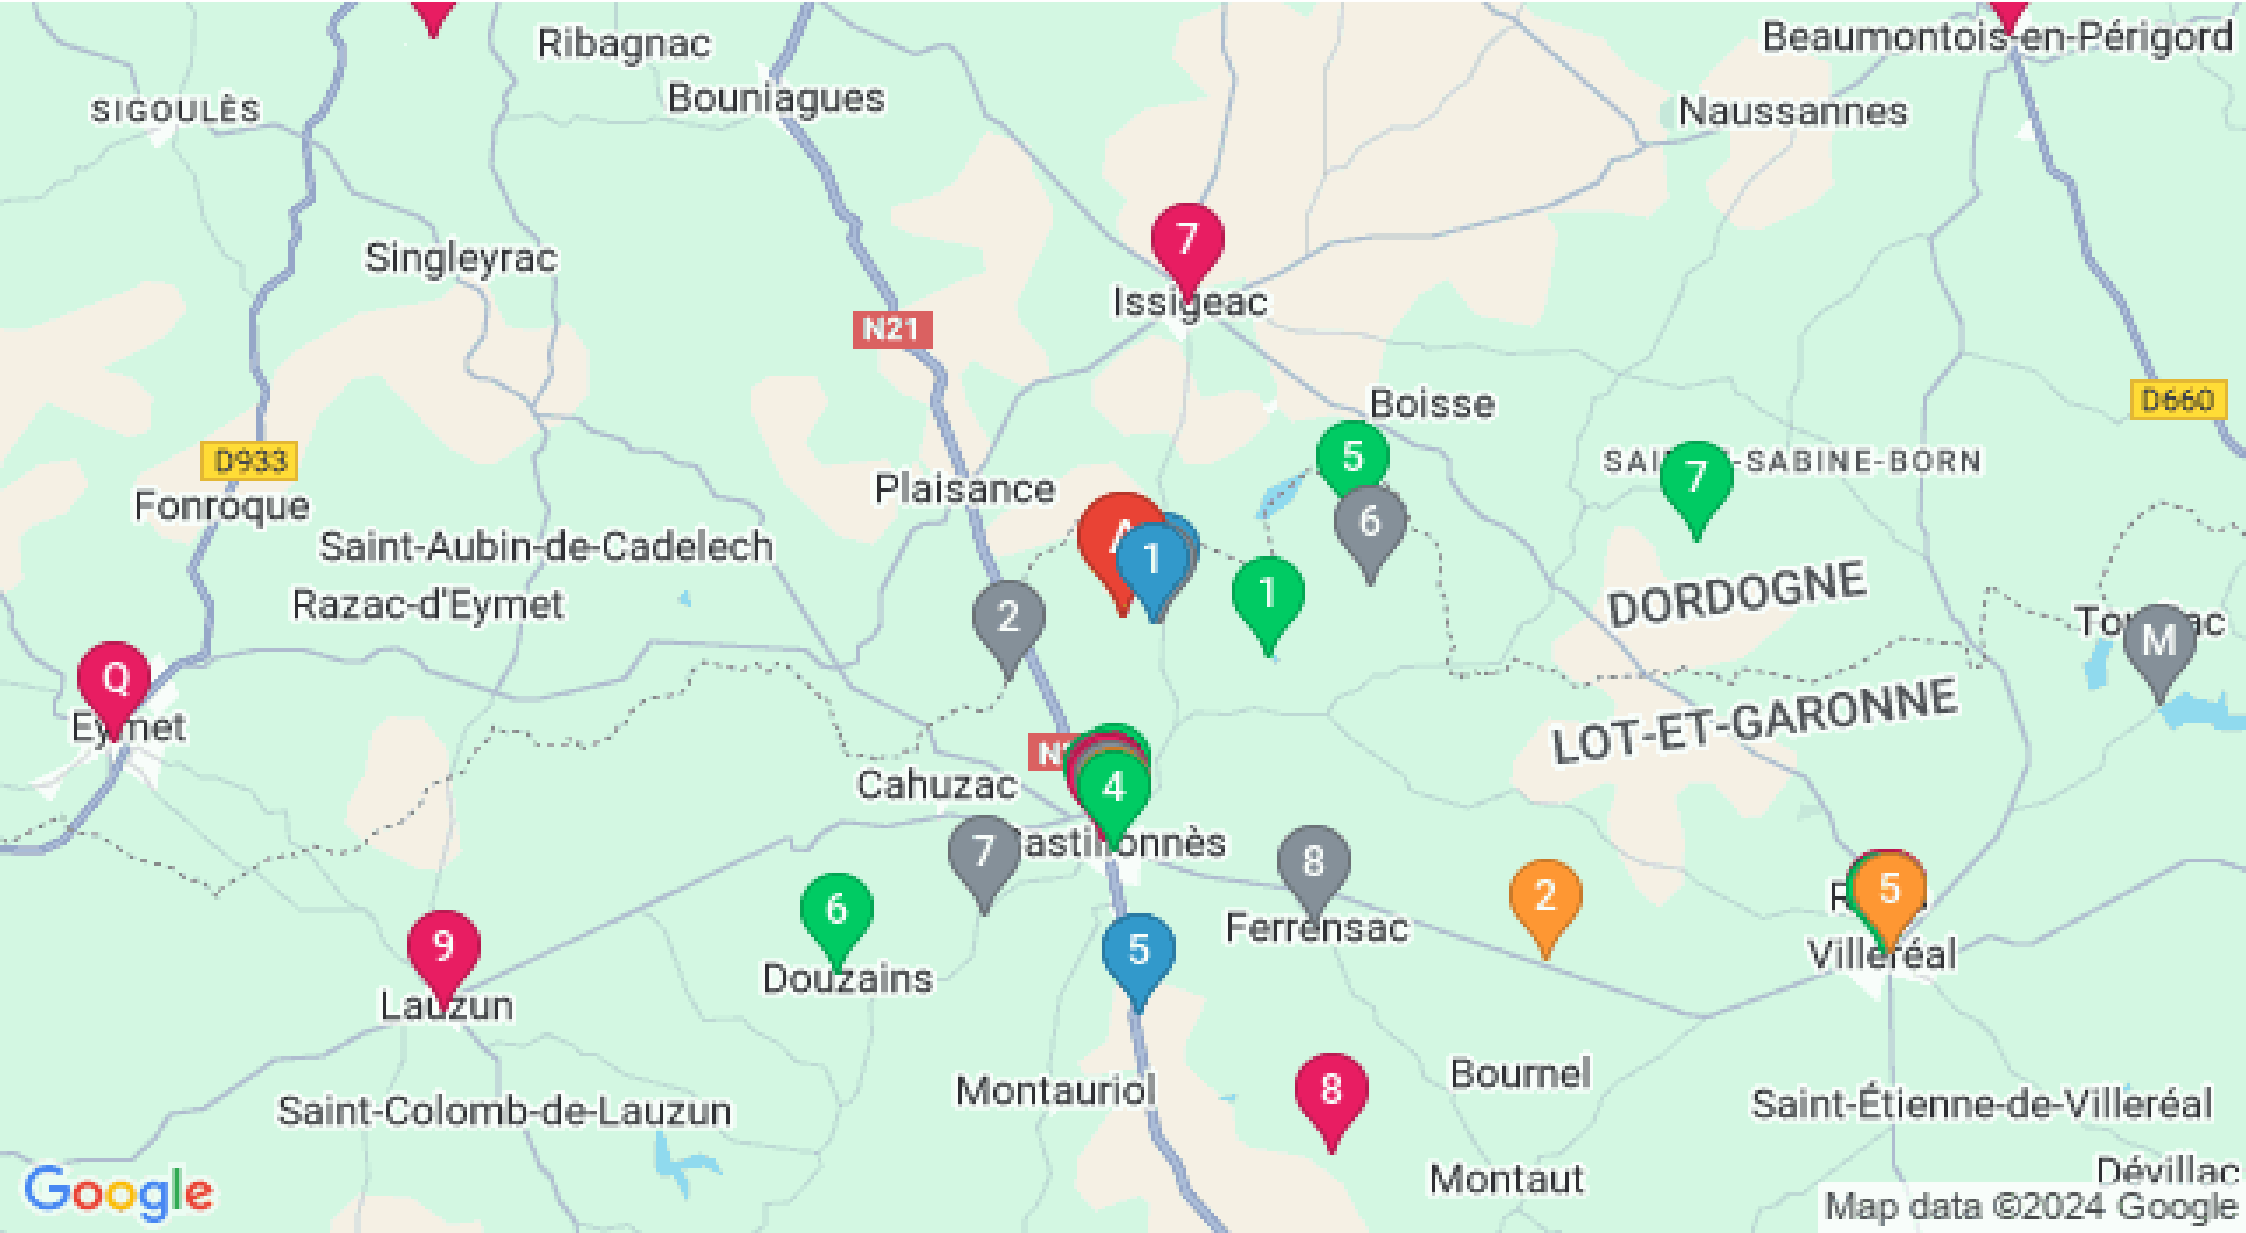 Ribagnac
Beaumontois-en-Périgord
Bouniagues
SIGOULÈS
Naussannes
7
Singleyrac
Issigeac
N21
Boisse
D660
5
D933
7
Plaisance
Fonroque
6
A
Saint-Aubin-de-Cadelech
1
1
DORDOGNE
Razac-d'Eymet
2
M
Q
Eymet
LOT-ET-GARONNE
Cahuzac
4
7
8
5
2
6
Ferrensac
9
5
Villeréal
Douzains
Lauzun
Bournel
Montauriol
8
Saint-Colomb-de-Lauzun
Saint-Étienne-de-Villeréal
Montaut
Dévillac
Google
Map data ©2024 Google